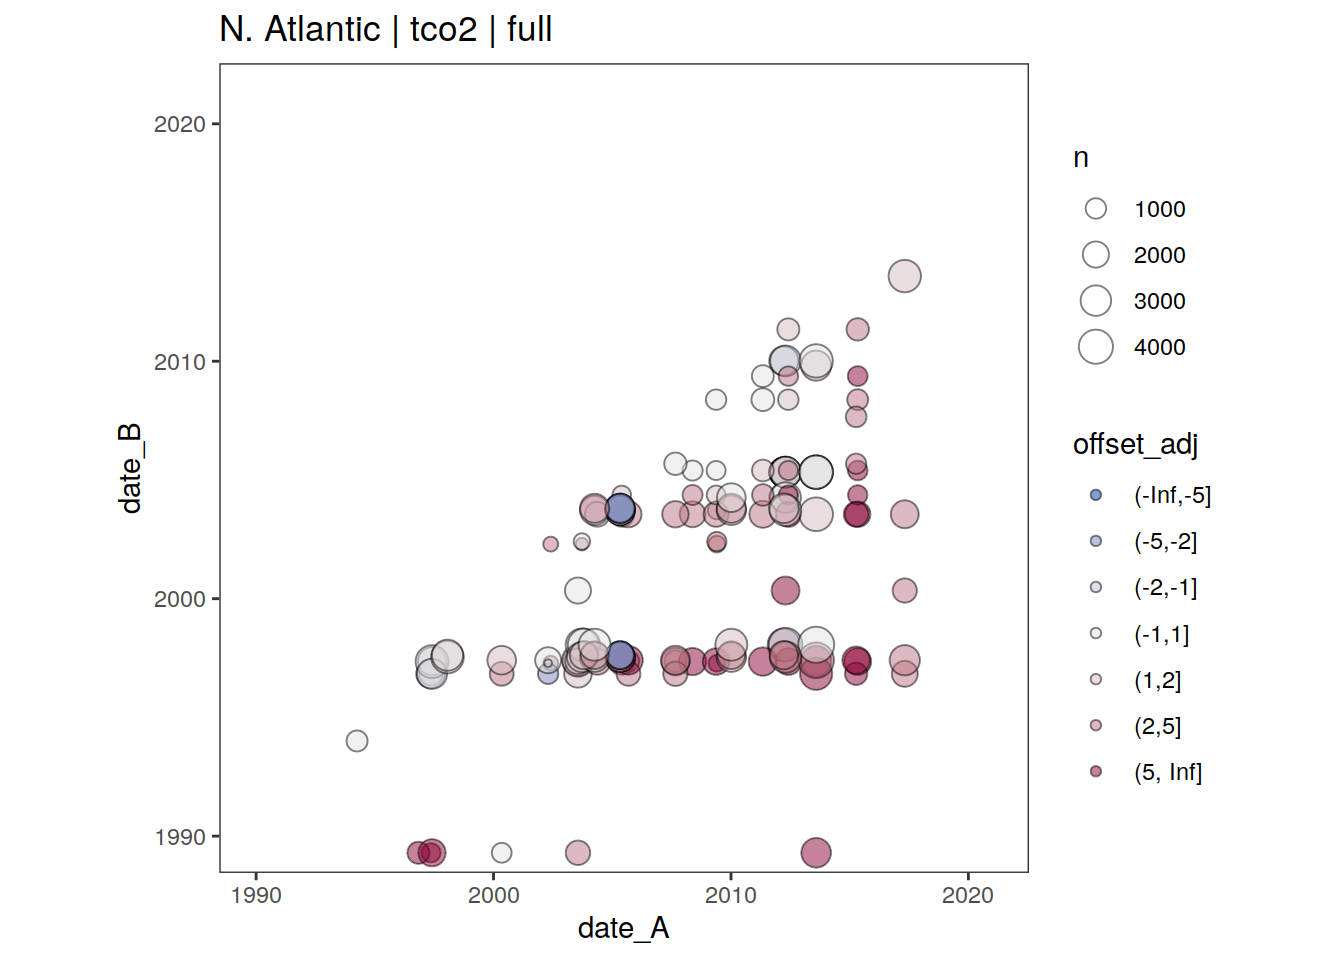 N. Atlantic | tco2 | full
2020
2010
2000
1990
date_B
1990 2000 2010 2020
date_A
n
1000
2000
3000
4000
offset_adj
(-Inf,-5]
(-5,-2]
(-2,-1]
(-1,1]
(1,2]
(2,5]
(5, Inf]